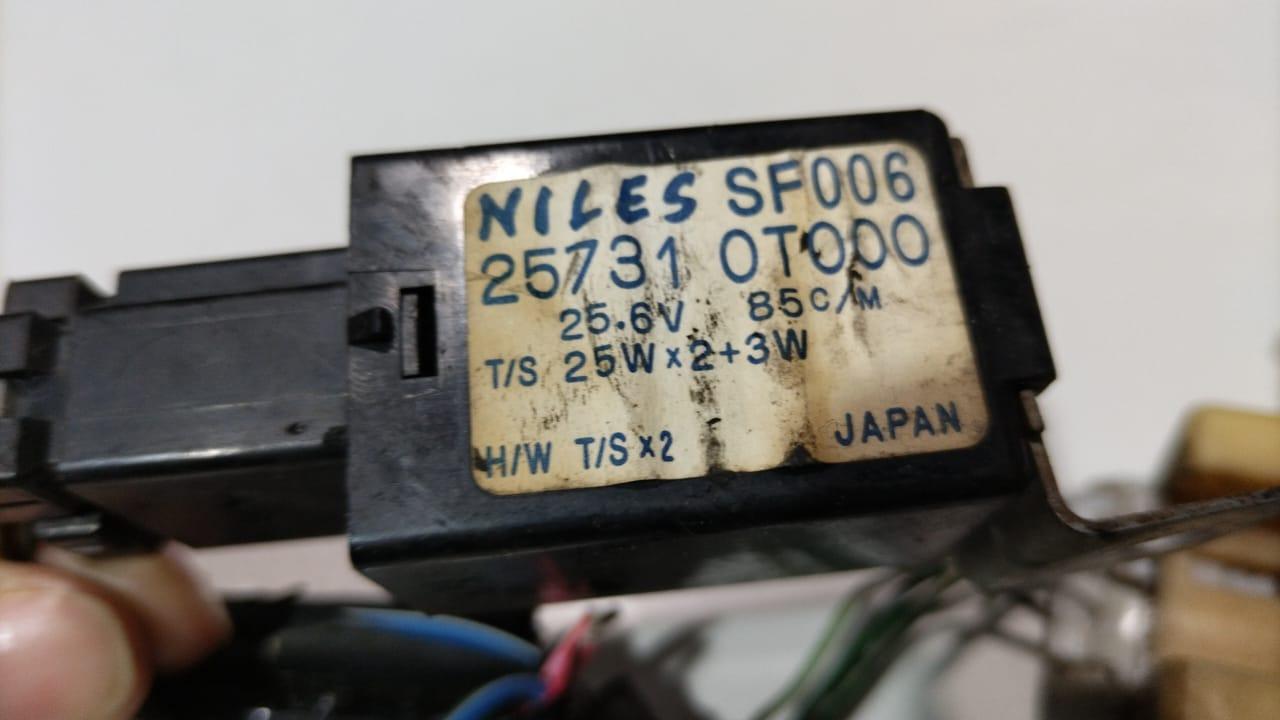 NILES SF006
25731 0T000
25.6V 85C/M
T/S 25W×2+3W
H/W T/S×2 JAPAN